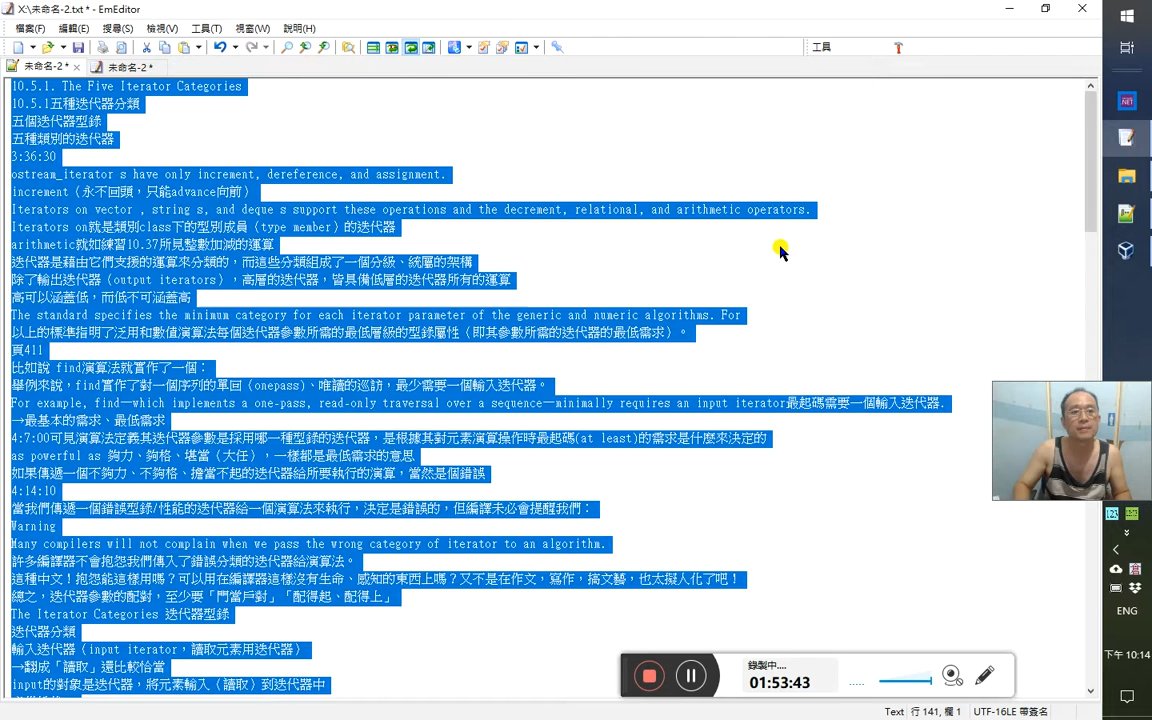 X:\未命名-2.txt * - EmEditor
檔案(F) 編輯(E) 搜尋(S) 檢視(V) 工具(T) 視窗(W) 說明(H)
工具
未命名-2 * 未命名-2 *
10.5.1. The Five Iterator Categories
10.5.1五種迭代器分類
五個迭代器型錄
五種類別的迭代器
3:36:30
ostream_iterator s have only increment, dereference, and assignment.
increment（永不回頭，只能advance向前）
Iterators on vector , string s, and deque s support these operations and the decrement, relational, and arithmetic operators.
Iterators on就是類別class下的型別成員（type member）的迭代器
arithmetic就如練習10.37所見整數加減的運算
迭代器是藉由它們支援的運算來分類的，而這些分類組成了一個分級、統屬的架構
除了輸出迭代器（output iterators），高層的迭代器，皆具備低層的迭代器所有的運算
高可以涵蓋低，而低不可涵蓋高
The standard specifies the minimum category for each iterator parameter of the generic and numeric algorithms. For
以上的標準指明了泛用和數值演算法每個迭代器參數所需的最低層級的型錄屬性（即其參數所需的迭代器的最低需求）。
頁411
比如說 find演算法就實作了一個：
舉例來說，find實作了對一個序列的單回（onepass)、唯讀的巡訪，最少需要一個輸入迭代器。
For example, find—which implements a one-pass, read-only traversal over a sequence—minimally requires an input iterator最起碼需要一個輸入迭代器.
→最基本的需求、最低需求
4:7:00可見演算法定義其迭代器參數是採用哪一種型錄的迭代器，是根據其對元素演算操作時最起碼(at least)的需求是什麼來決定的
as powerful as 夠力、夠格、堪當（大任），一樣都是最低需求的意思
如果傳遞一個不夠力、不夠格、擔當不起的迭代器給所要執行的演算，當然是個錯誤
4:14:10
當我們傳遞一個錯誤型錄/性能的迭代器給一個演算法來執行，決定是錯誤的，但編譯未必會提醒我們：
Warning
Many compilers will not complain when we pass the wrong category of iterator to an algorithm.
許多編譯器不會抱怨我們傳入了錯誤分類的迭代器給演算法。
這種中文！抱怨能這樣用嗎？可以用在編譯器這樣沒有生命、感知的東西上嗎？又不是在作文，寫作，搞文藝，也太擬人化了吧！
總之，迭代器參數的配對，至少要「門當戶對」「配得起、配得上」
The Iterator Categories 迭代器型錄
迭代器分類
輸入迭代器（input iterator，讀取元素用迭代器）
→翻成「讀取」還比較恰當
input的對象是迭代器，將元素輸入（讀取）到迭代器中
錄製中....
01:53:43
ENG
下午 10:14
Text 行 141, 欄 1 UTF-16LE 帶簽名